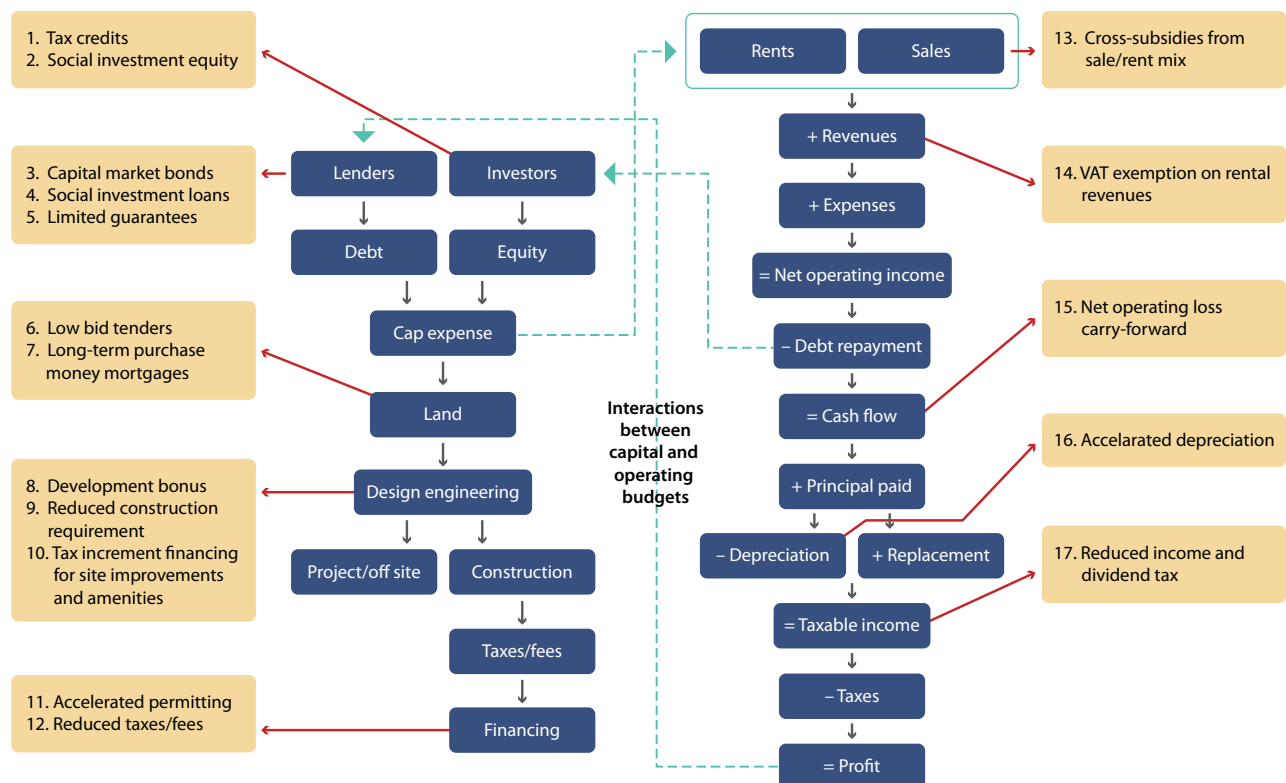 1. Tax credits
2. Social investment equity
3. Capital market bonds
4. Social investment loans
5. Limited guarantees
6. Low bid tenders
7. Long-term purchase
money mortgages
8. Development bonus
9. Reduced construction
requirement
10. Tax increment financing
for site improvements
and amenities
11. Accelerated permitting
12. Reduced taxes/fees
Lenders
Investors
Debt
Equity
Cap expense
Land
Design engineering
Project/off site
Construction
Taxes/fees
Financing
Interactions
between
capital and
operating
budgets
Rents
Sales
+ Revenues
+ Expenses
= Net operating income
– Debt repayment
= Cash flow
+ Principal paid
– Depreciation
+ Replacement
= Taxable income
– Taxes
= Profit
13. Cross-subsidies from
sale/rent mix
14. VAT exemption on rental
revenues
15. Net operating loss
carry-forward
16. Accelarated depreciation
17. Reduced income and
dividend tax